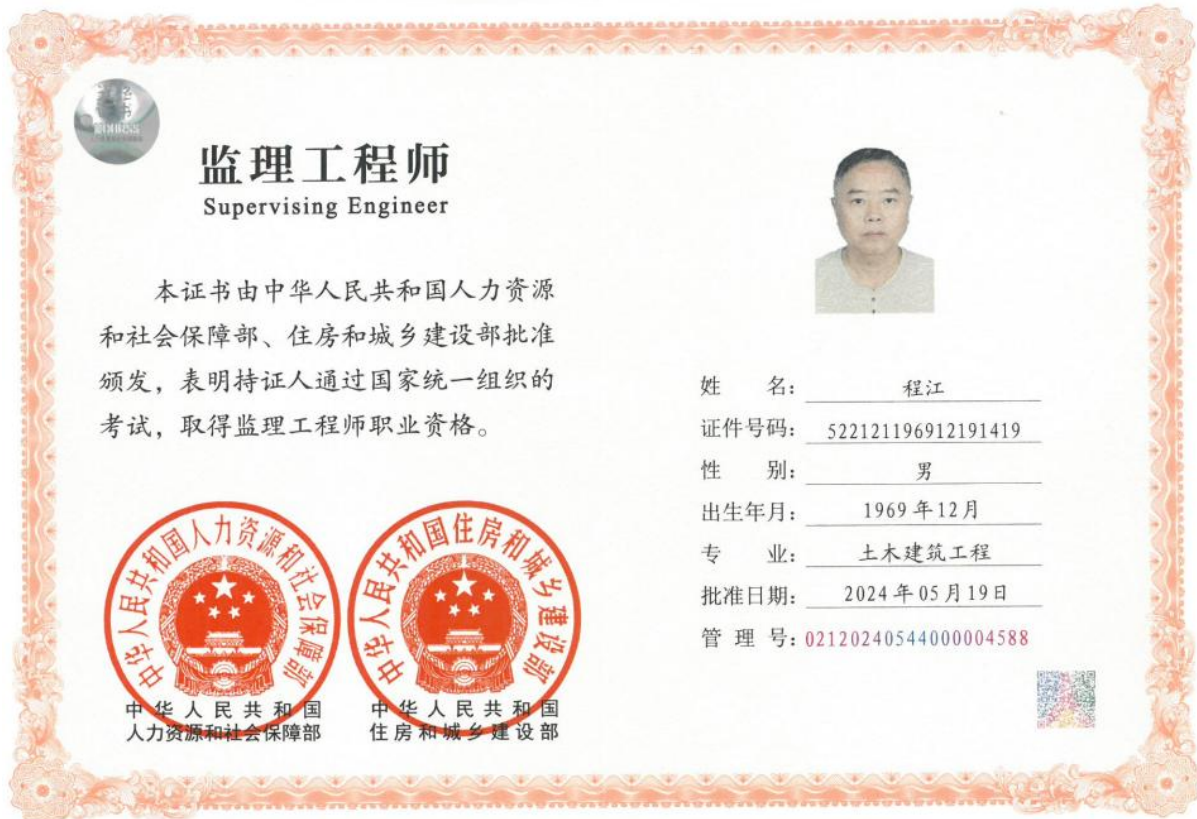 监理工程师
Supervising Engineer
本证书由中华人民共和国人力资源
和社会保障部、住房和城乡建设部批准
颁发，表明持证人通过国家统一组织的
考试，取得监理工程师职业资格。
中华人民共和国人力资源和社会保障部
中华人民共和国
人力资源和社会保障部
中华人民共和国住房和城乡建设部
中华人民共和国
住房和城乡建设部
姓 名：程江
证件号码：522121196912191419
性 别：男
出生年月：1969年12月
专 业：土木建筑工程
批准日期：2024年05月19日
管 理 号：02120240544000004588